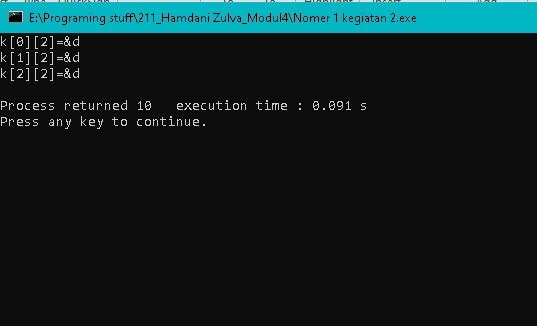 E:\Programing stuff\211_Hamdani Zulva_Modul4\Nomer 1 kegiatan 2.exe
k[0][2]=&d
k[1][2]=&d
k[2][2]=&d
Process returned 10   execution time : 0.091 s
Press any key to continue.